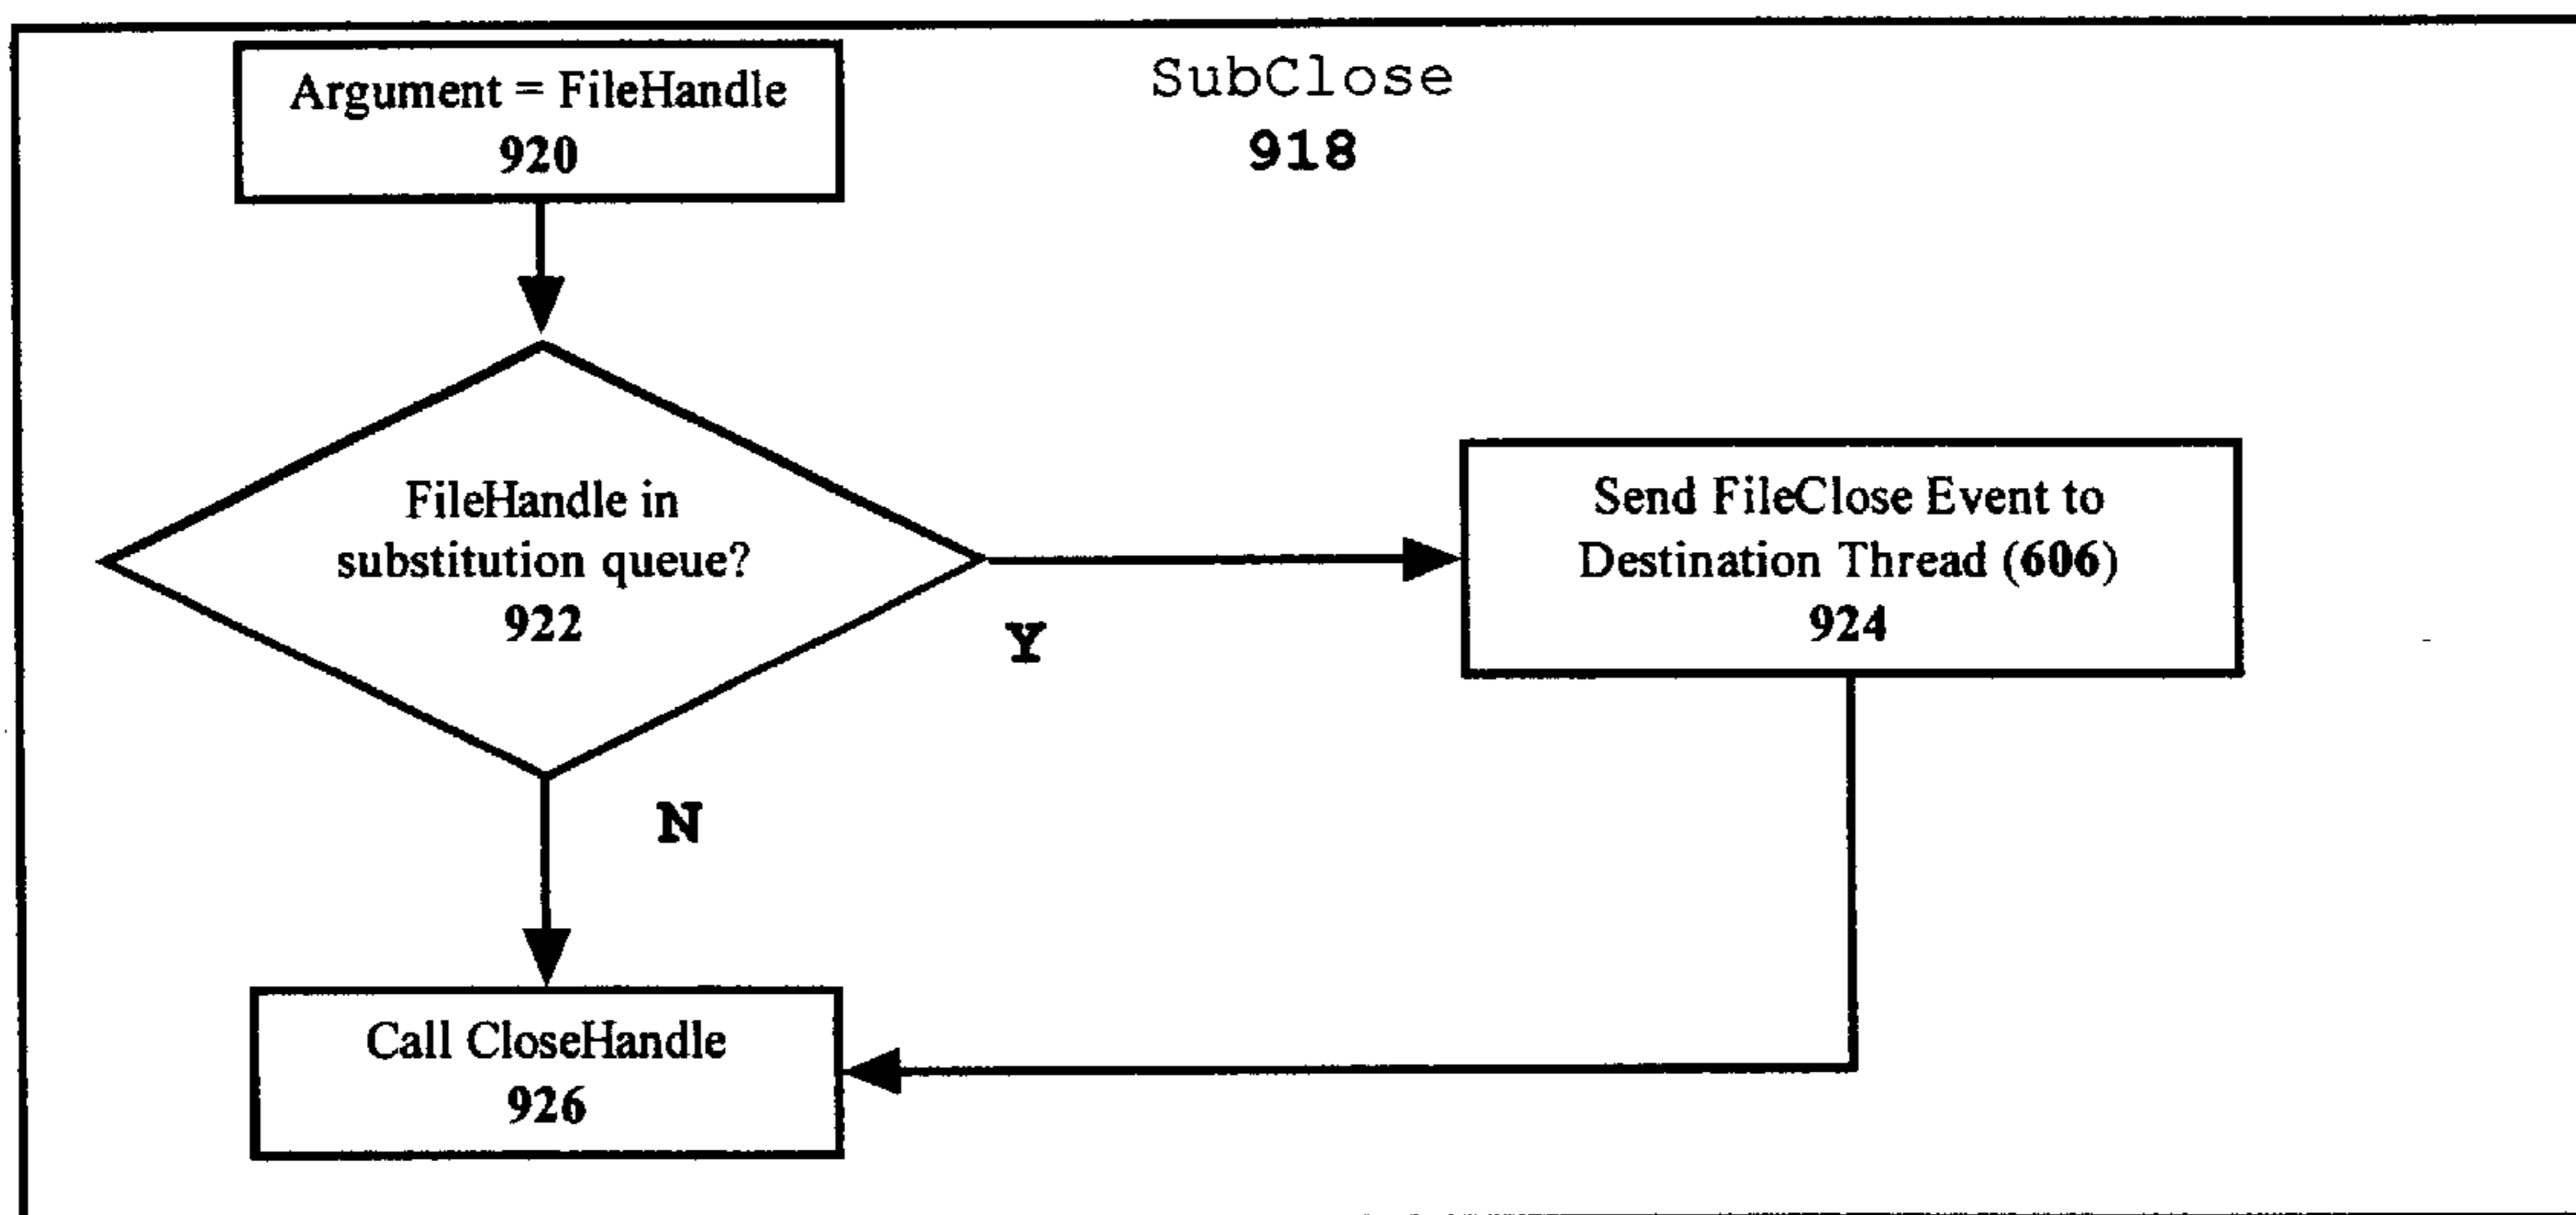 Argument = FileHandle
920
SubClose
918
FileHandle in
substitution queue?
922
Y
Send FileClose Event to
Destination Thread (606)
924
N
Call CloseHandle
926